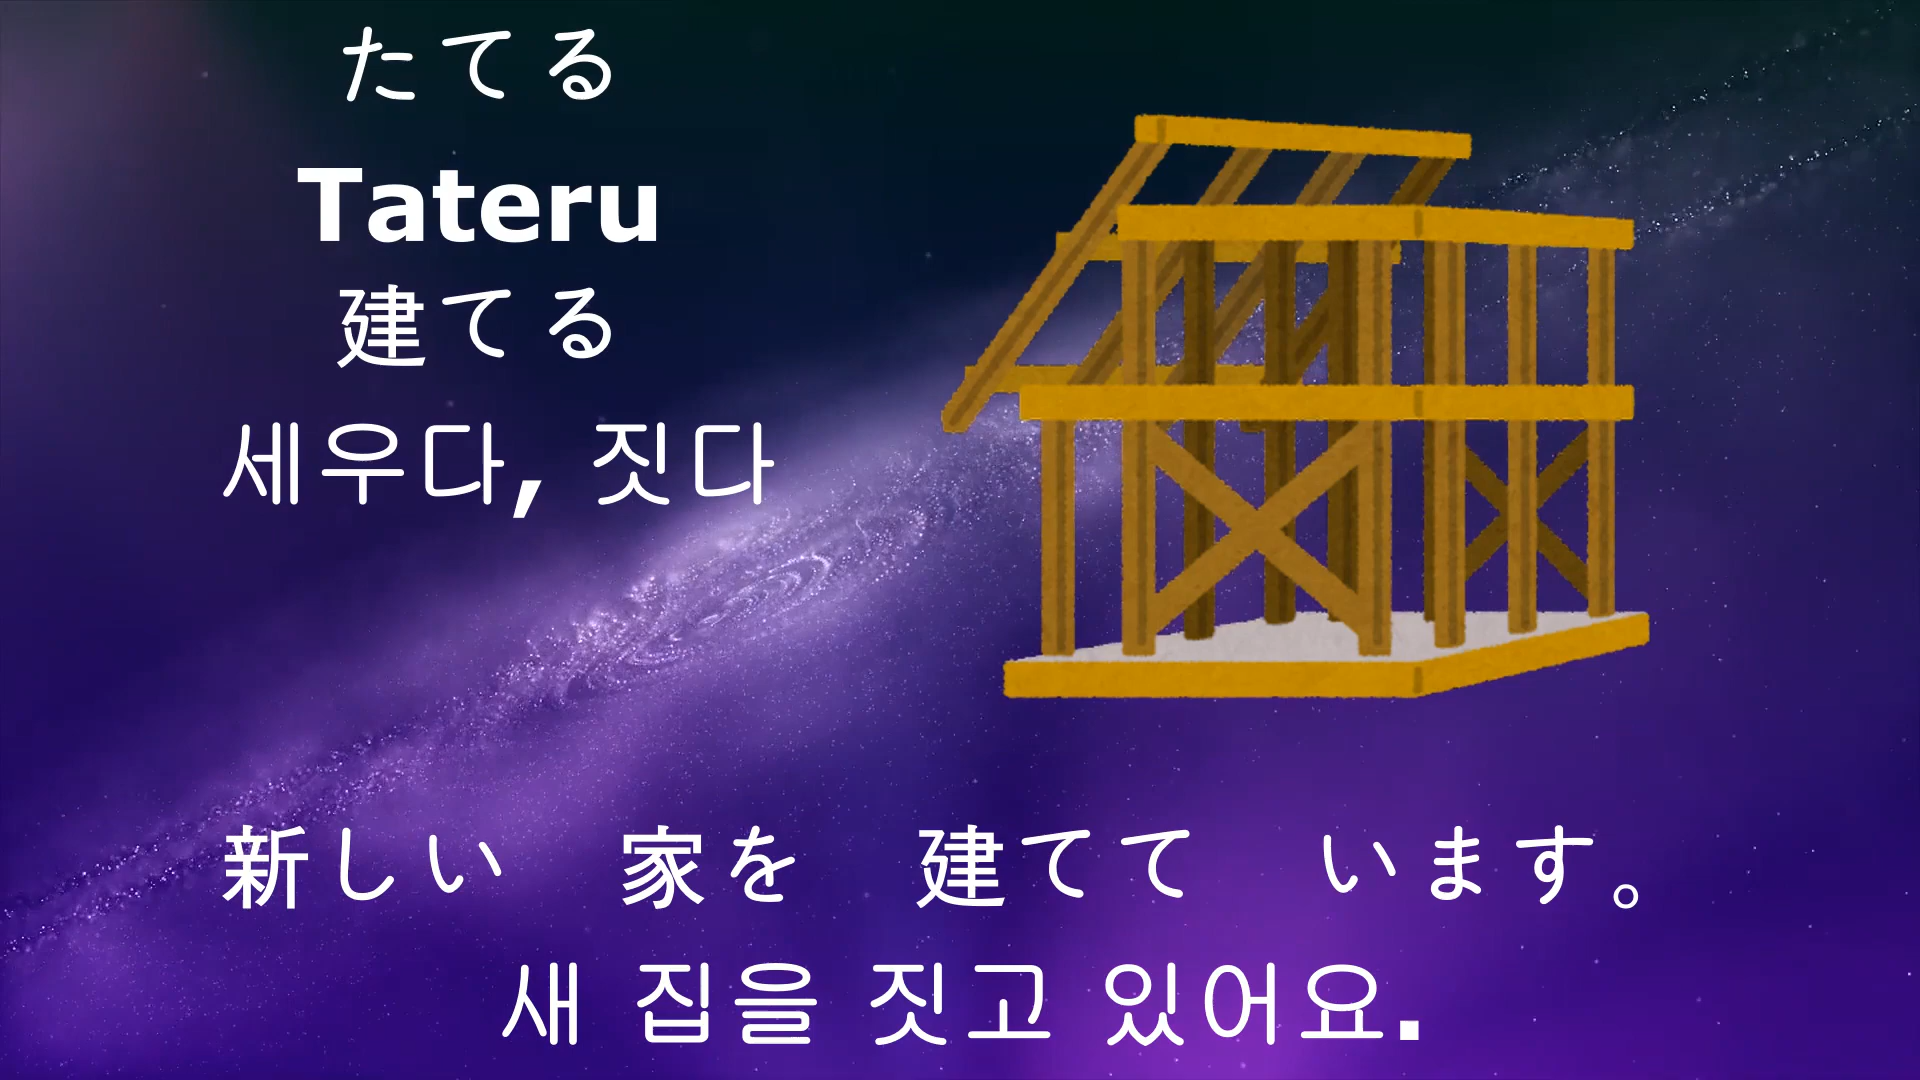 たてる
Tateru
建てる
세우다, 짓다
新しい　家を　建てて　います。
새 집을 짓고 있어요.